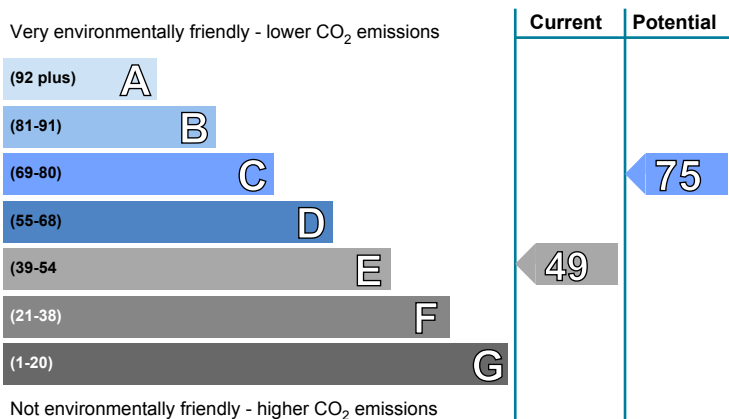 Very environmentally friendly - lower CO2 emissions
Current
Potential
(92 plus) A
(81-91) B
(69-80) C
75
(55-68) D
(39-54 E
49
(21-38) F
(1-20) G
Not environmentally friendly - higher CO2 emissions